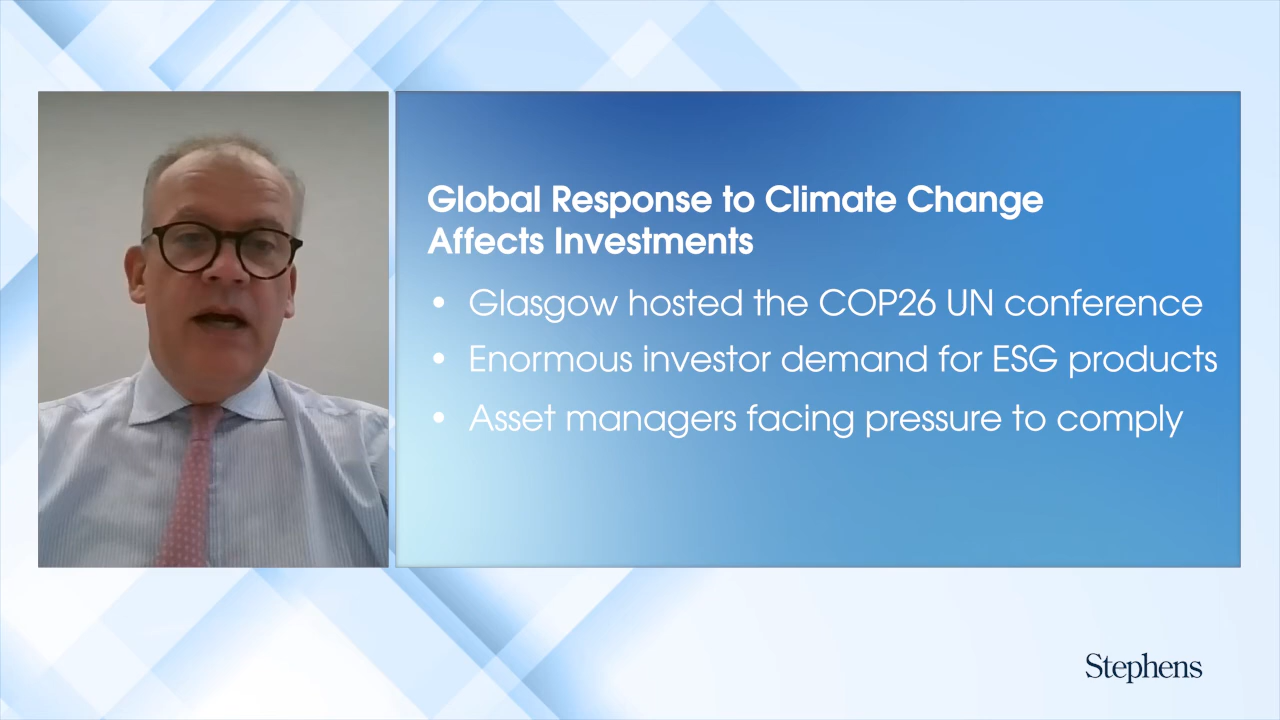 Global Response to Climate Change
Affects Investments
• Glasgow hosted the COP26 UN conference
• Enormous investor demand for ESG products
• Asset managers facing pressure to comply
Stephens